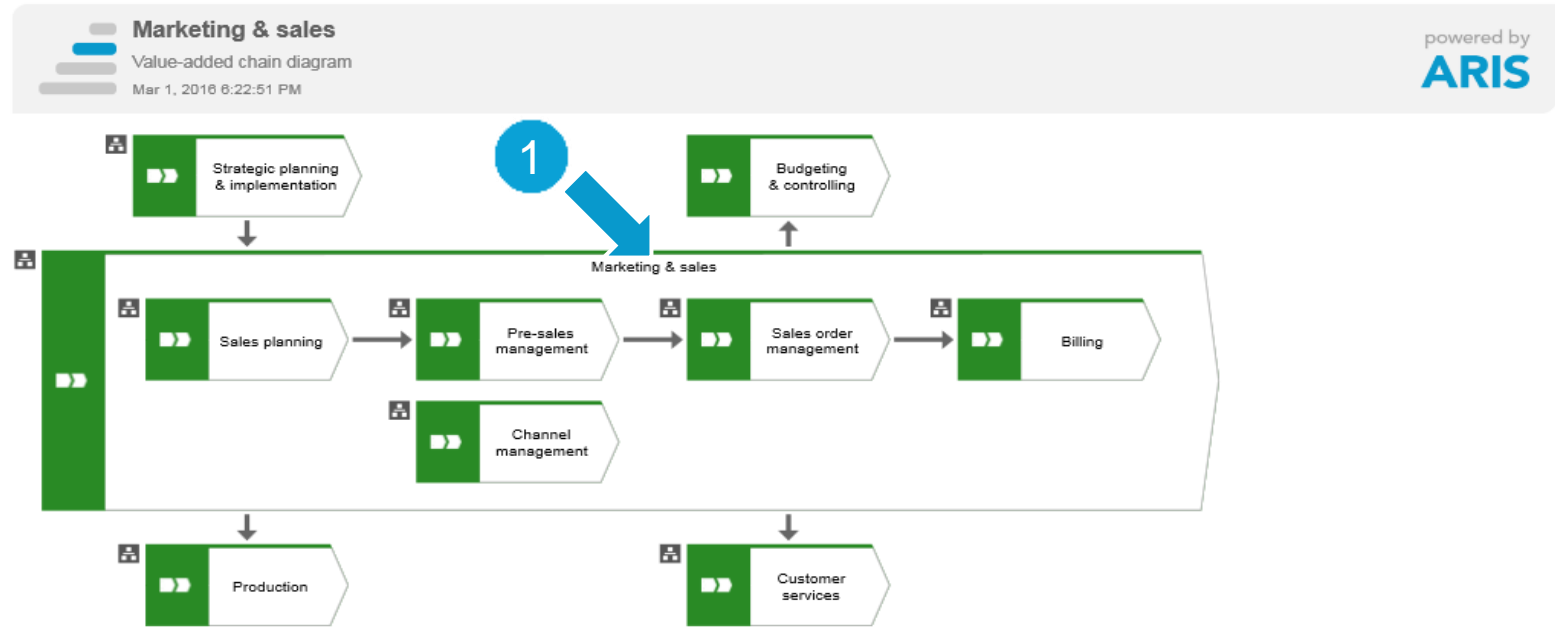 Marketing & sales
Value-added chain diagram
Mar 1, 2016 6:22:51 PM
powered by
ARIS
Strategic planning
& implementation
1
Budgeting
& controlling
Marketing & sales
Sales planning
Pre-sales
management
Sales order
management
Billing
Channel
management
Production
Customer
services